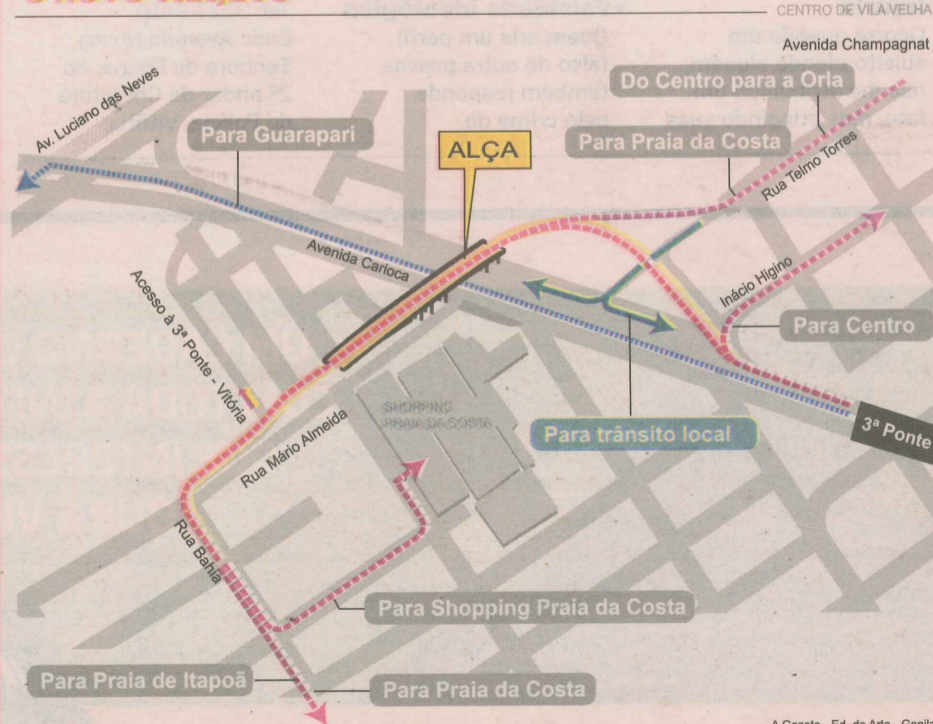 CENTRO DE VILA VELHA
Avenida Champagnat
Do Centro para a Orla
Av. Luciano das Neves
Para Guarapari
ALÇA
Para Praia da Costa
Rua Telmo Torres
Avenida Carioca
Inácio Higino
Acesso à 3ª Ponte - Vitória
Para Centro
SHOPPING
PRAIA DA COSTA
3ª Ponte
Para trânsito local
Rua Mário Almeida
Rua Bahia
Para Shopping Praia da Costa
Para Praia de Itapoã
Para Praia da Costa